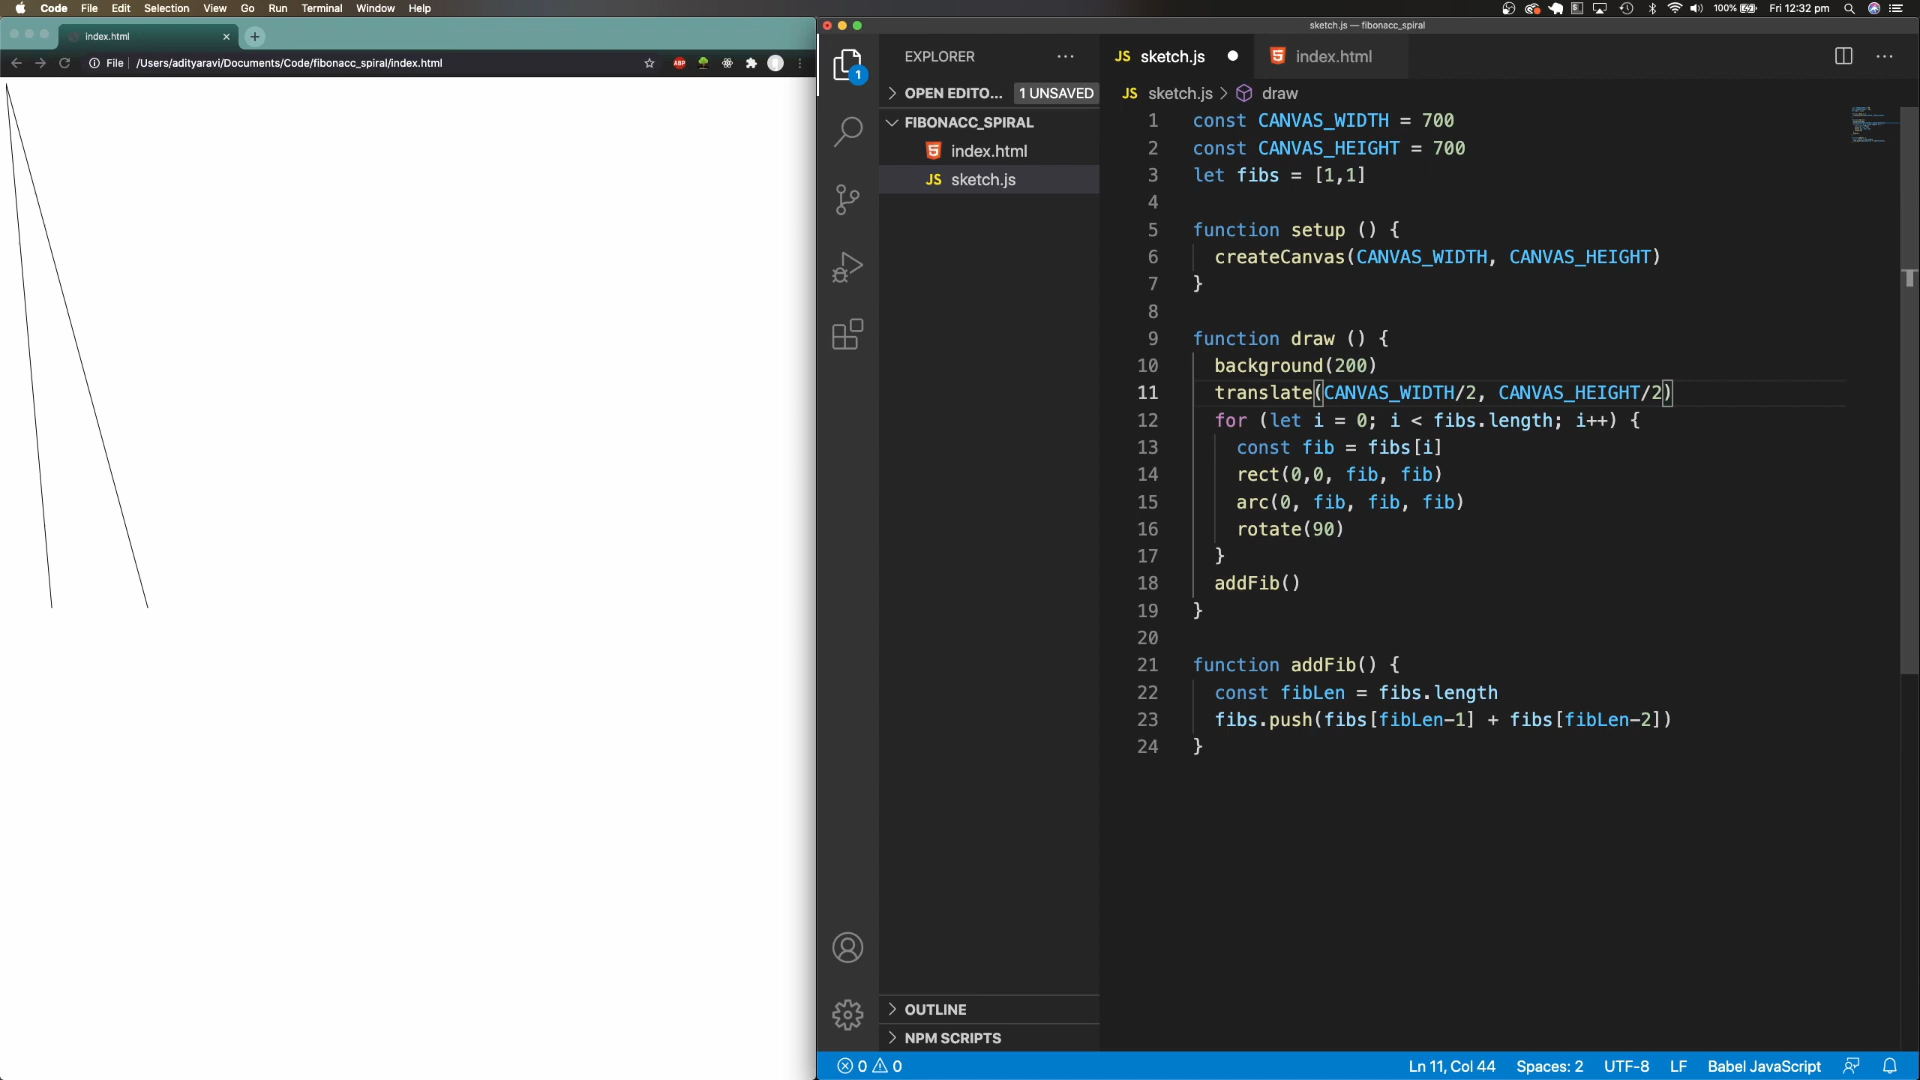 Code File Edit Selection View Go Run Terminal Window Help
100% Fri 12:32 pm
index.html
File /Users/adityaravi/Documents/Code/fibonacc_spiral/index.html
ABP
sketch.js — fibonacc_spiral
1
EXPLORER
OPEN EDITO... 1 UNSAVED
FIBONACC_SPIRAL
index.html
JS sketch.js
OUTLINE
NPM SCRIPTS
JS sketch.js index.html
JS sketch.js > draw
1 const CANVAS_WIDTH = 700
2 const CANVAS_HEIGHT = 700
3 let fibs = [1,1]
4
5 function setup () {
6 createCanvas(CANVAS_WIDTH, CANVAS_HEIGHT)
7 }
8
9 function draw () {
10 background(200)
11 translate(CANVAS_WIDTH/2, CANVAS_HEIGHT/2)
12 for (let i = 0; i < fibs.length; i++) {
13 const fib = fibs[i]
14 rect(0,0, fib, fib)
15 arc(0, fib, fib, fib)
16 rotate(90)
17 }
18 addFib()
19 }
20
21 function addFib() {
22 const fibLen = fibs.length
23 fibs.push(fibs[fibLen-1] + fibs[fibLen-2])
24 }
0 0 Ln 11, Col 44 Spaces: 2 UTF-8 LF Babel JavaScript